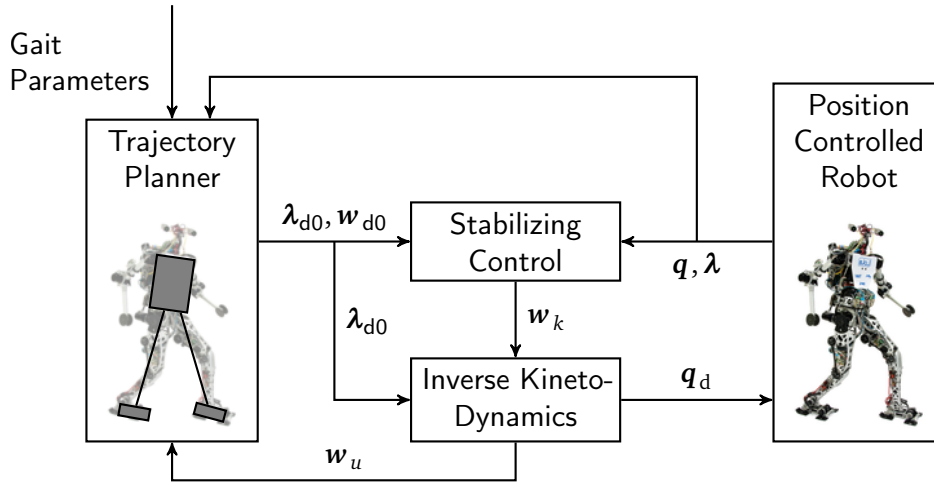 Gait
Parameters
Trajectory
Planner
Position
Controlled
Robot
λd0, wd0
Stabilizing
Control
q, λ
λd0
wk
Inverse Kineto-
Dynamics
qd
wu